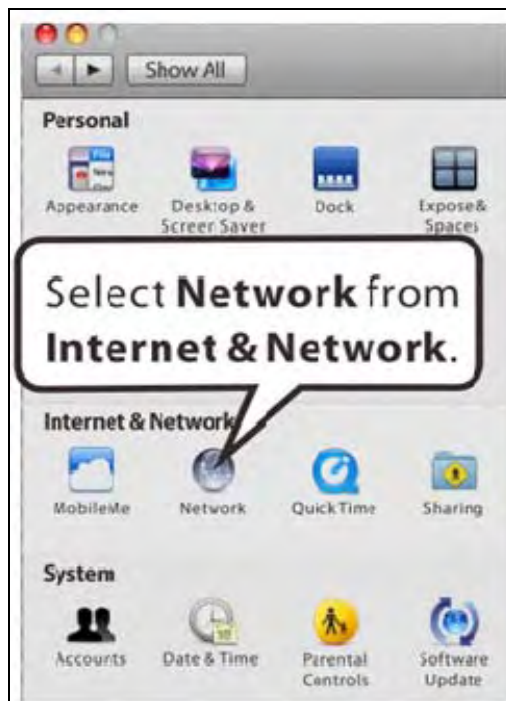 Show All
Personal
Appearance
Desktop &
Screen Saver
Dock
Exposé &
Spaces
Select Network from
Internet & Network.
Internet & Network
MobileMe
Network
QuickTime
Sharing
System
Accounts
Date & Time
Parental
Controls
Software
Update